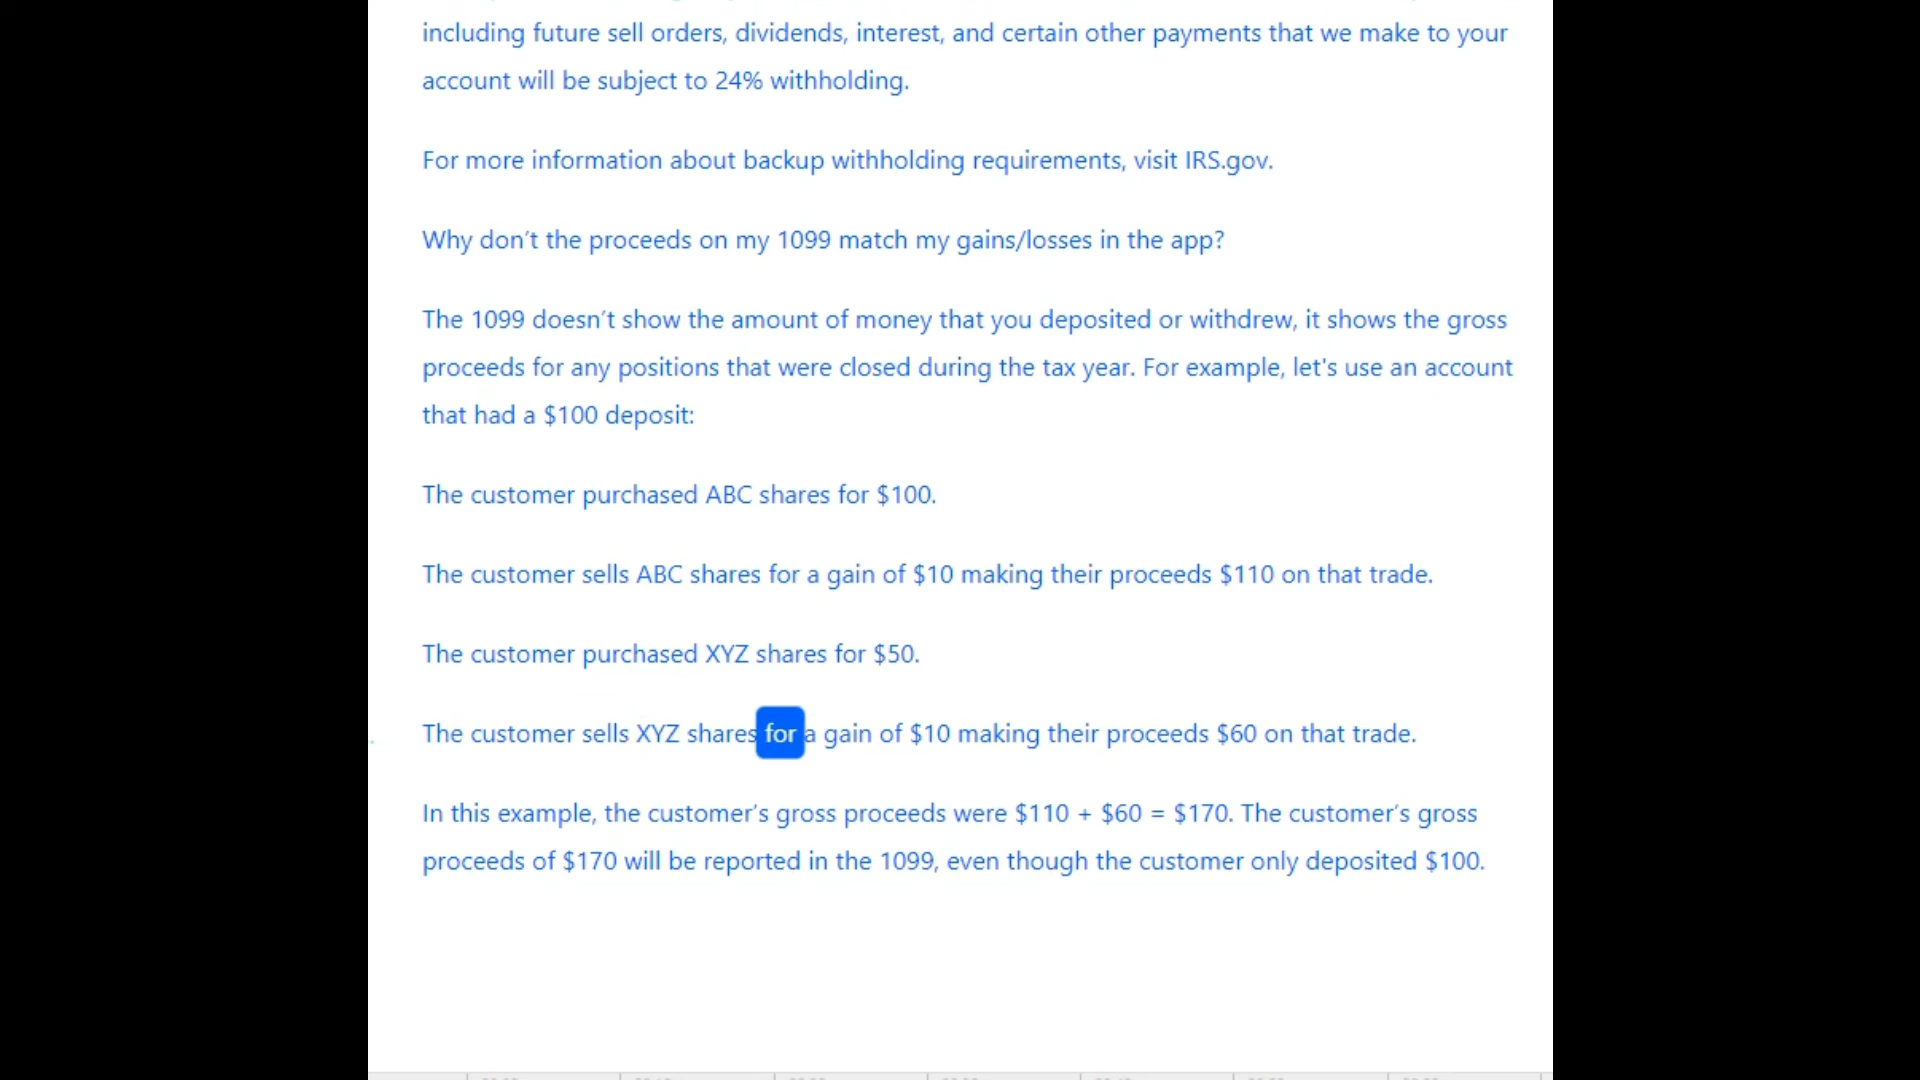 including future sell orders, dividends, interest, and certain other payments that we make to your
account will be subject to 24% withholding.
For more information about backup withholding requirements, visit IRS.gov.
Why don’t the proceeds on my 1099 match my gains/losses in the app?
The 1099 doesn’t show the amount of money that you deposited or withdrew, it shows the gross
proceeds for any positions that were closed during the tax year. For example, let's use an account
that had a $100 deposit:
The customer purchased ABC shares for $100.
The customer sells ABC shares for a gain of $10 making their proceeds $110 on that trade.
The customer purchased XYZ shares for $50.
The customer sells XYZ shares for a gain of $10 making their proceeds $60 on that trade.
In this example, the customer’s gross proceeds were $110 + $60 = $170. The customer’s gross
proceeds of $170 will be reported in the 1099, even though the customer only deposited $100.